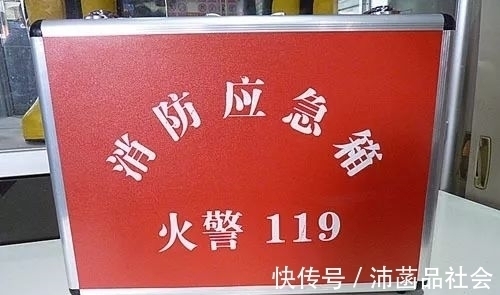 消防应急箱
火警 119
快传号 / 沛菡品社会